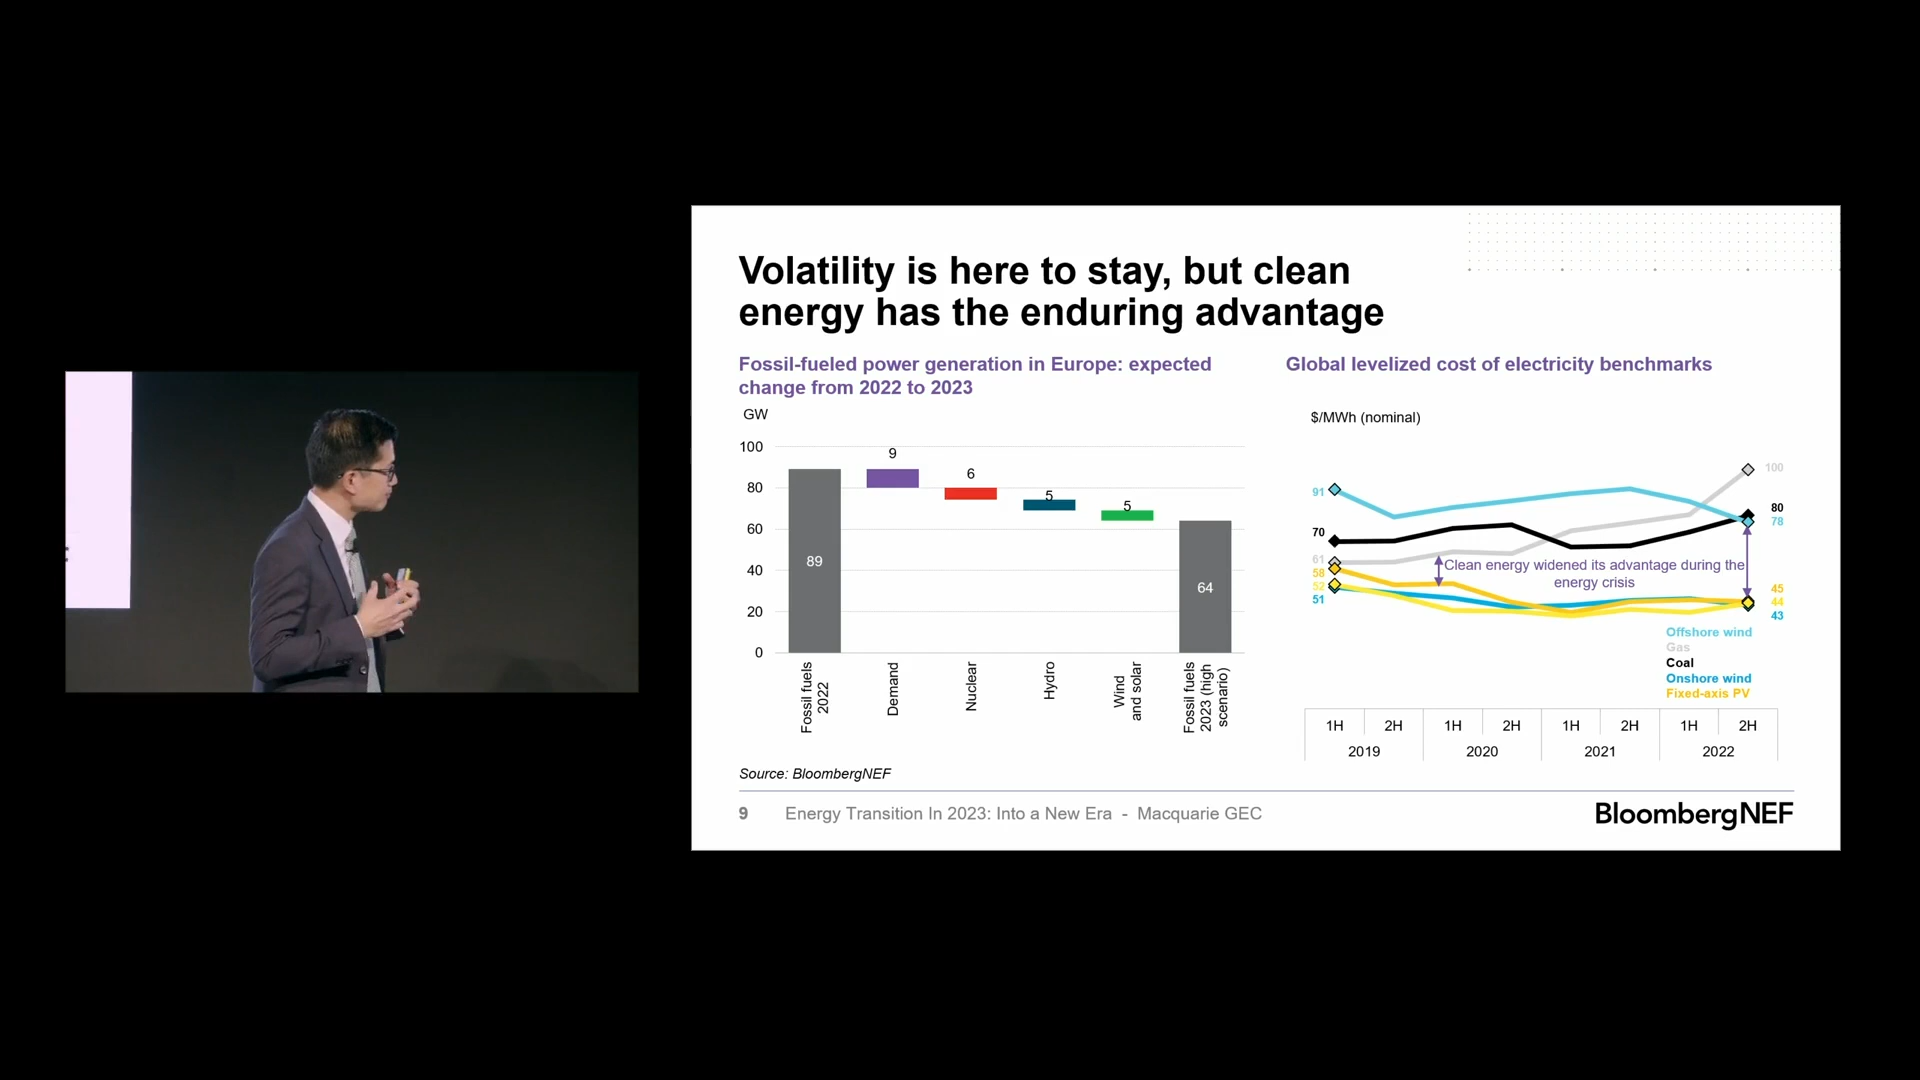 Volatility is here to stay, but clean
energy has the enduring advantage
Fossil-fueled power generation in Europe: expected
change from 2022 to 2023
GW
100
80
60
40
20
0
89
9
6
5
5
64
Fossil fuels
2022
Demand
Nuclear
Hydro
Wind
and solar
Fossil fuels
2023 (high
scenario)
Global levelized cost of electricity benchmarks
$/MWh (nominal)
91
70
61
58
52
51
100
80
78
45
44
43
Clean energy widened its advantage during the
energy crisis
Offshore wind
Gas
Coal
Onshore wind
Fixed-axis PV
1H 2H 1H 2H 1H 2H 1H 2H
2019 2020 2021 2022
Source: BloombergNEF
9 Energy Transition In 2023: Into a New Era - Macquarie GEC
BloombergNEF